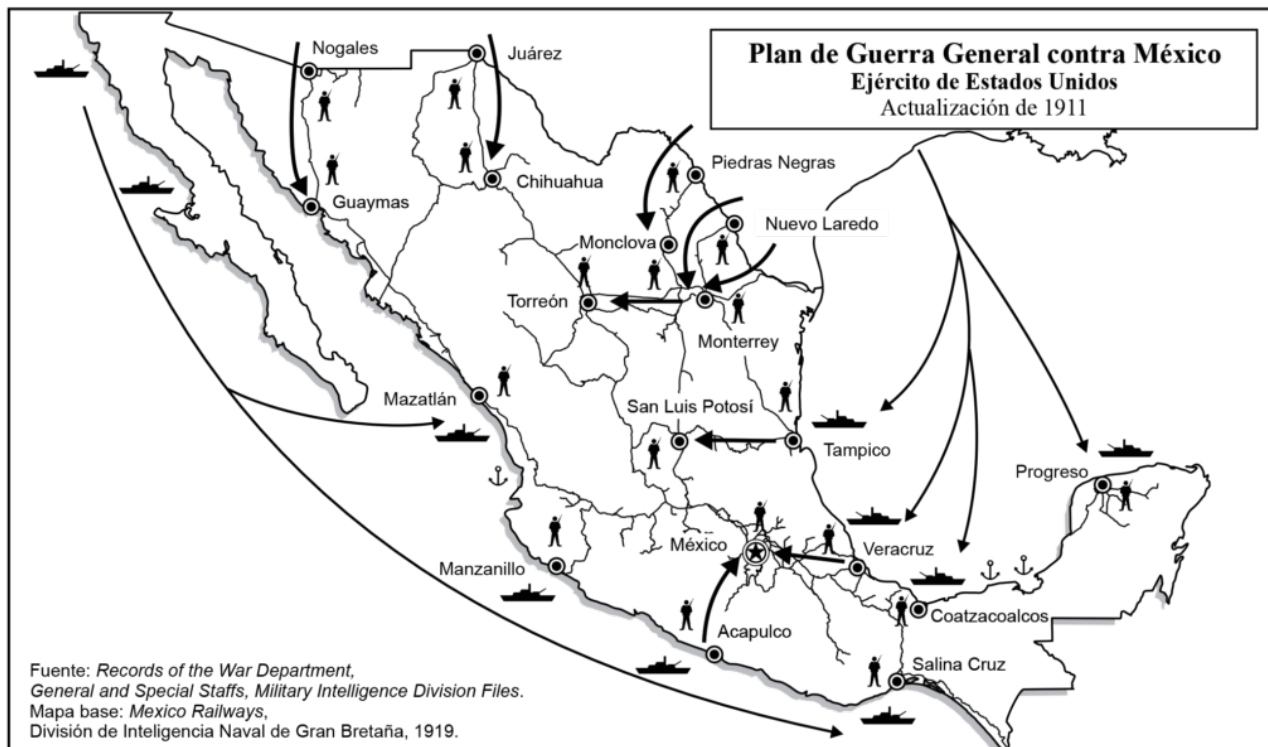 Plan de Guerra General contra México
Ejército de Estados Unidos
Actualización de 1911
Nogales
Juárez
Piedras Negras
Chihuahua
Guaymas
Nuevo Laredo
Monclova
Torreón
Monterrey
Mazatlán
San Luis Potosí
Tampico
Progreso
México
Veracruz
Manzanillo
Coatzacoalcos
Acapulco
Salina Cruz
Fuente: Records of the War Department,
General and Special Staffs, Military Intelligence Division Files.
Mapa base: Mexico Railways,
División de Inteligencia Naval de Gran Bretaña, 1919.